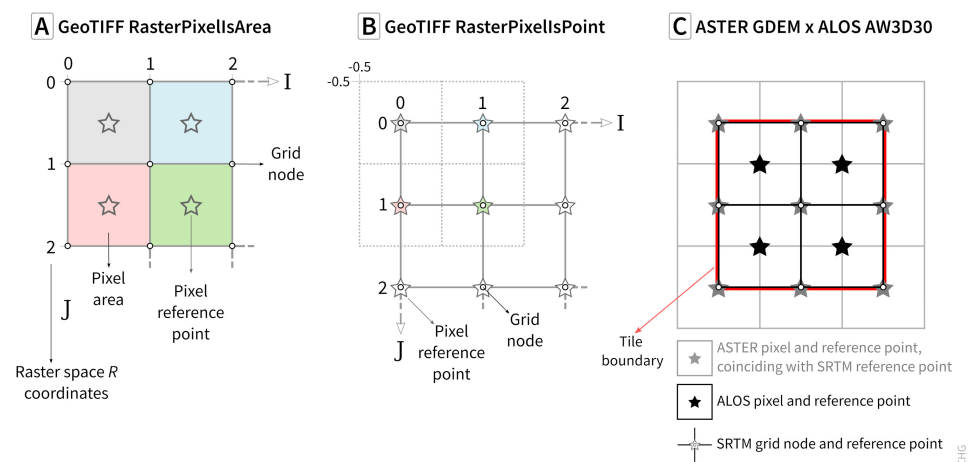 A GeoTIFF RasterPixelIsArea
0 1 2
0
I
1
Grid
node
2
Pixel
area
Pixel
reference
point
J
Raster space R
coordinates
B GeoTIFF RasterPixelIsPoint
-0.5
-0.5
0 1 2
0
I
1
2
J
Pixel
reference
point
Grid
node
C ASTER GDEM x ALOS AW3D30
Tile
boundary
ASTER pixel and reference point,
coinciding with SRTM reference point
ALOS pixel and reference point
SRTM grid node and reference point